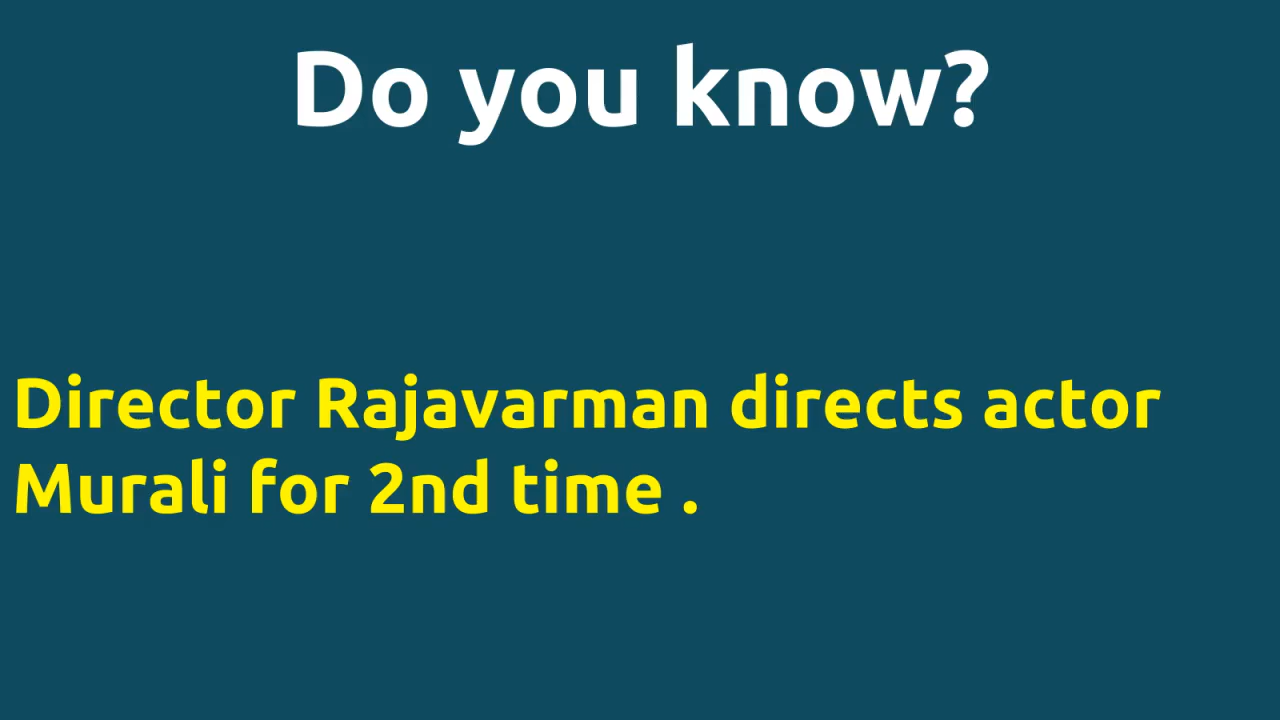 Do you know?
Director Rajavarman directs actor
Murali for 2nd time .